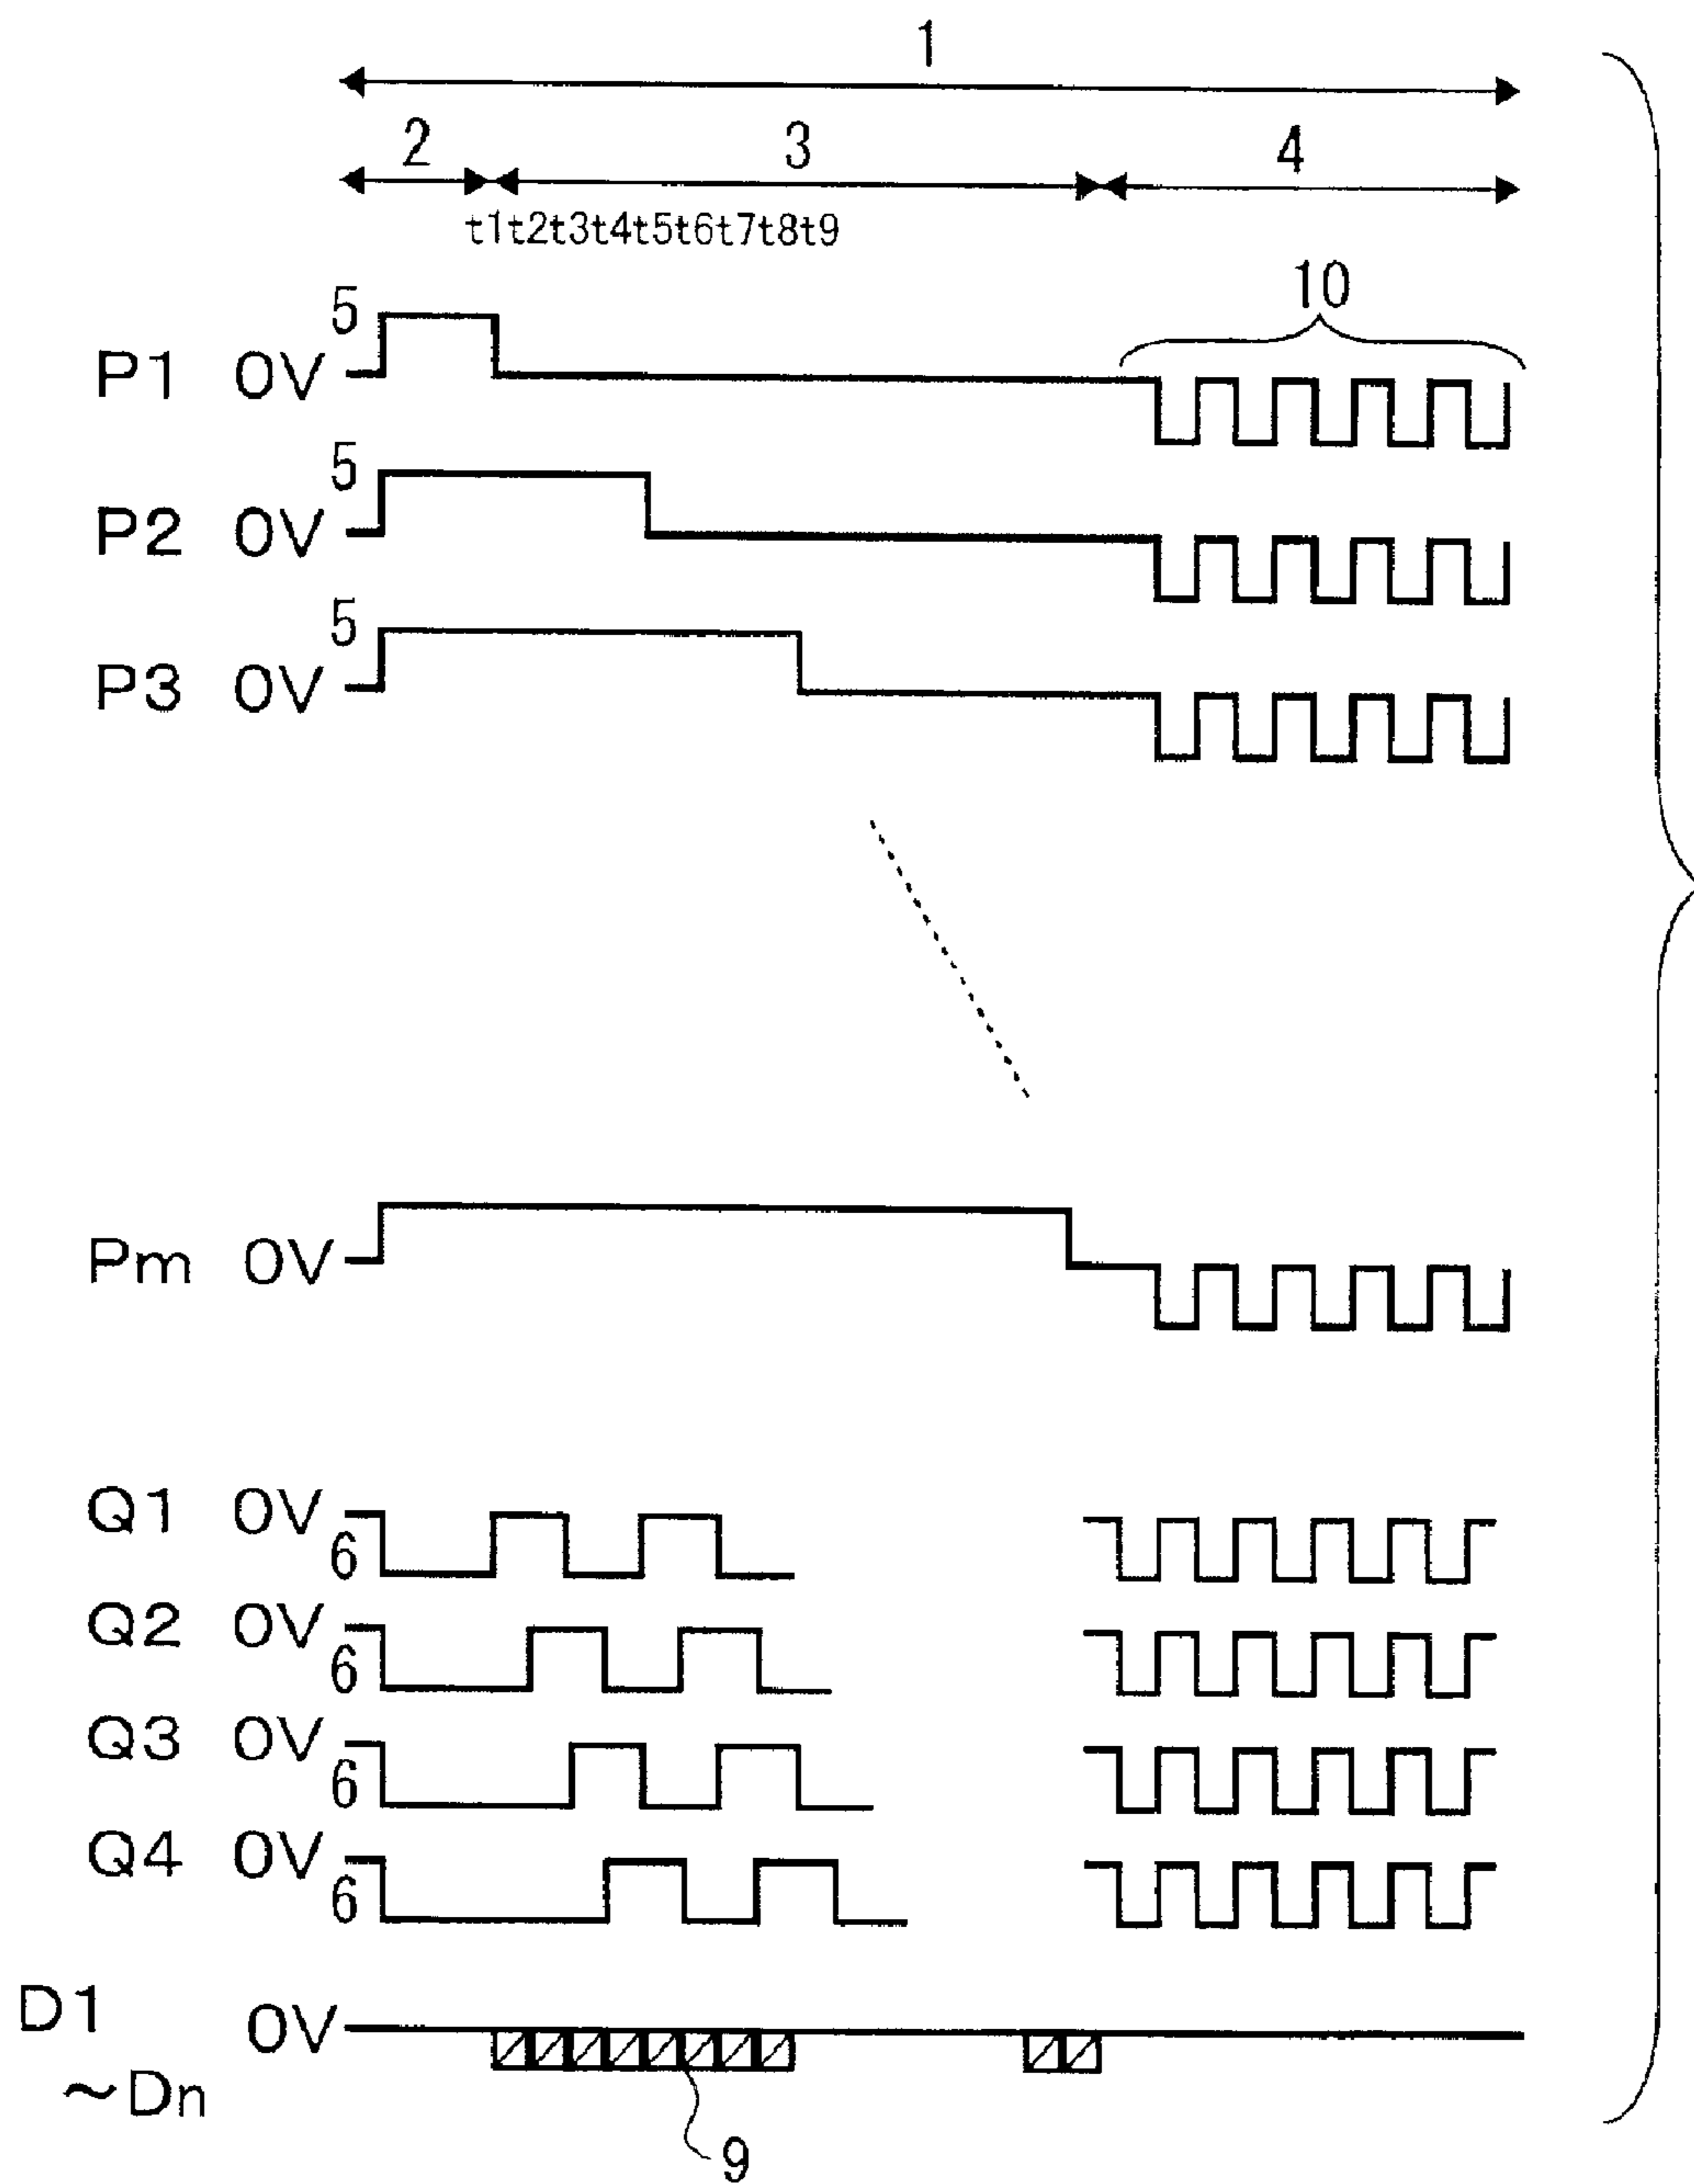 1
2 3 4
t1t2t3t4t5t6t7t8t9
10
5
P1 0V
5
P2 0V
5
P3 0V
Pm 0V
Q1 0V
6
Q2 0V
6
Q3 0V
6
Q4 0V
6
D1 0V
~Dn
9